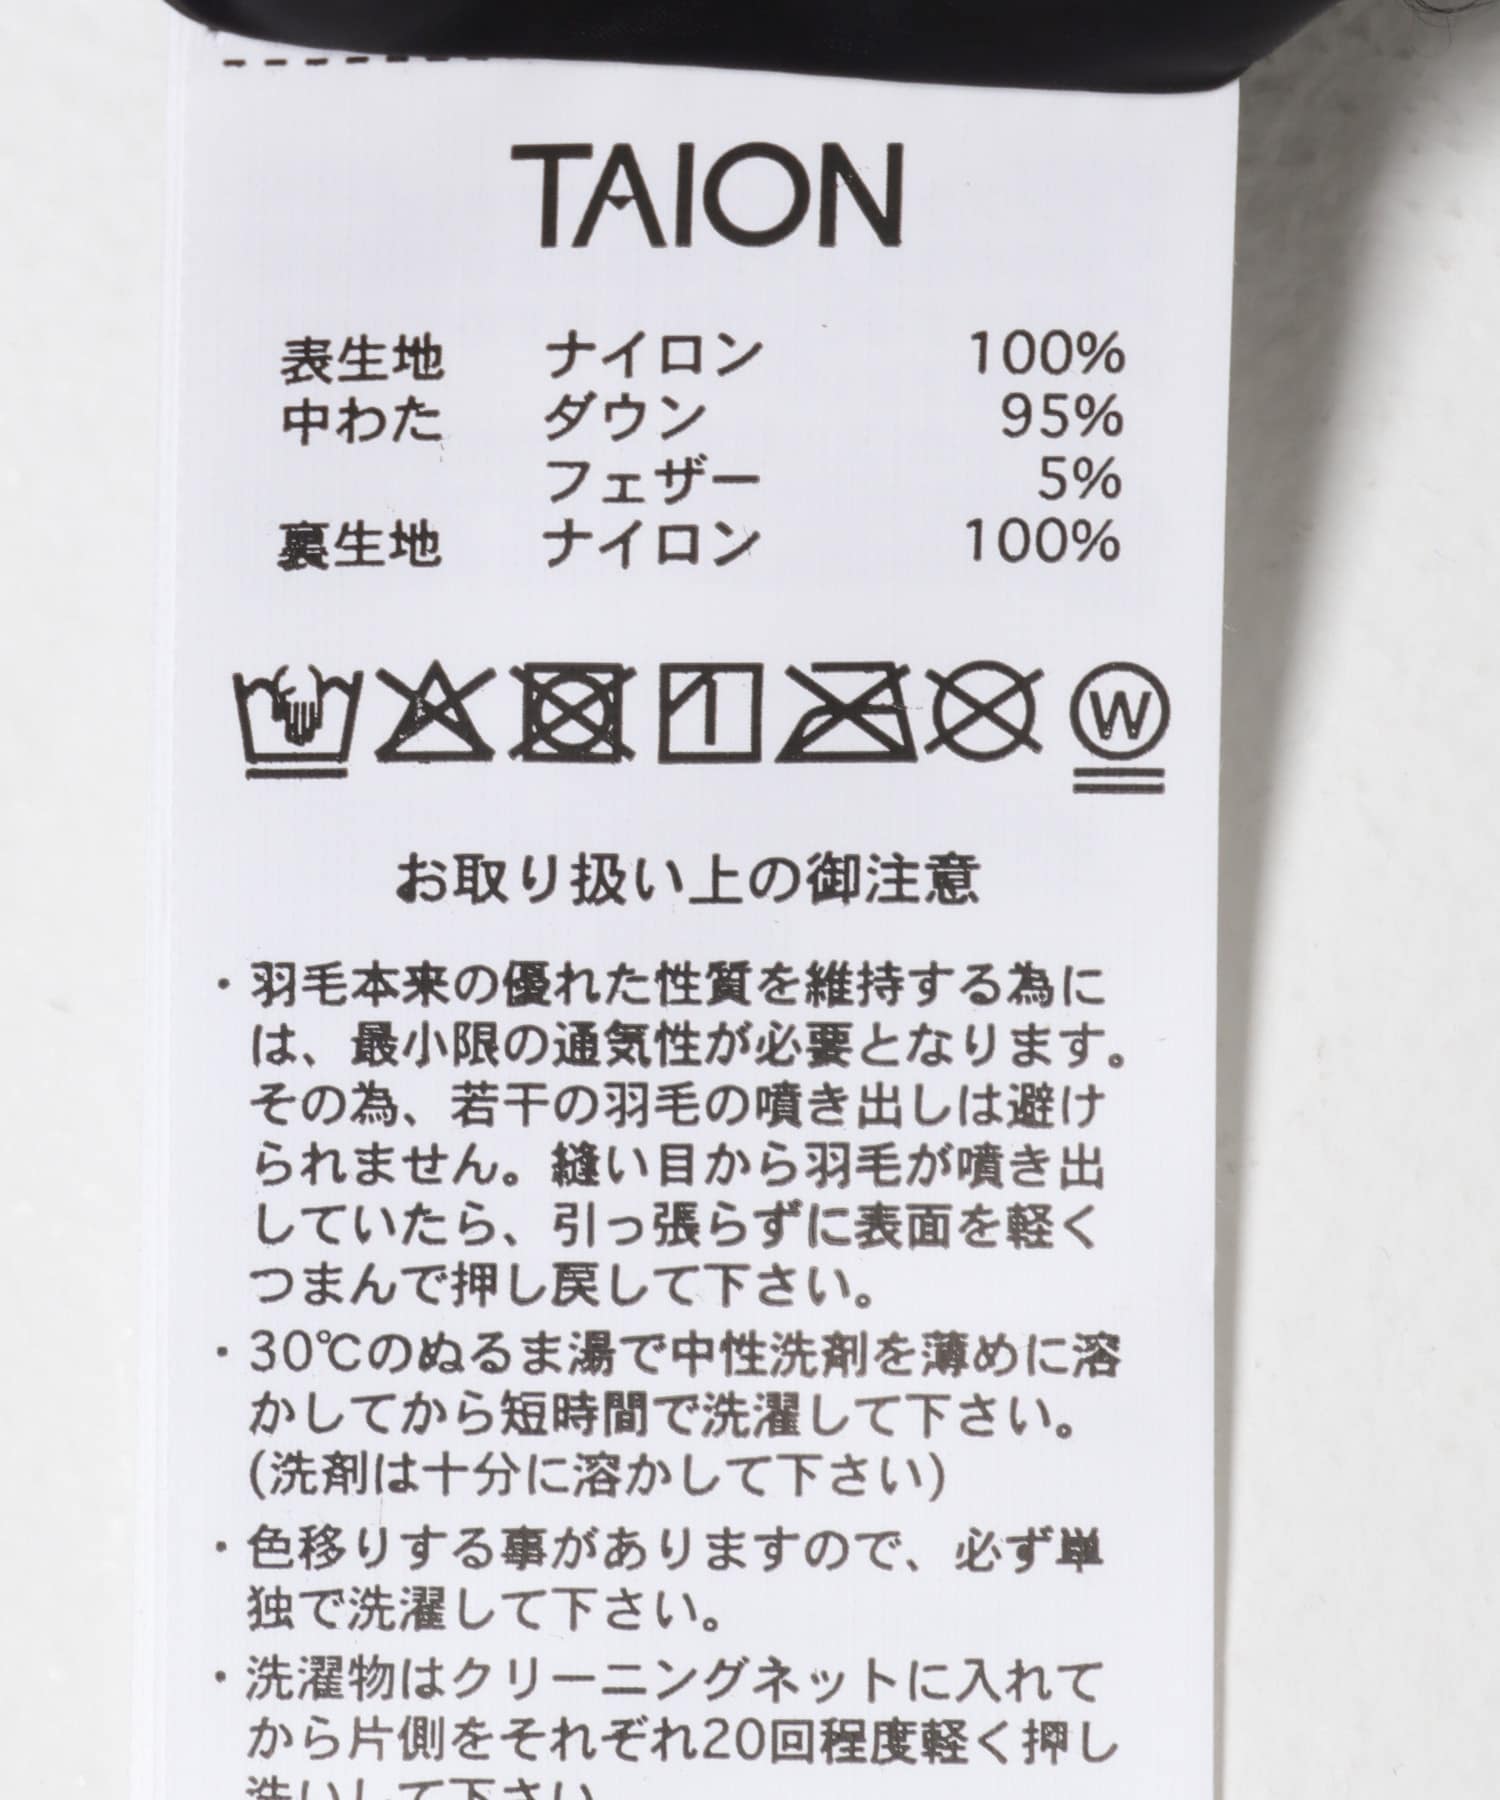 TAION
表生地 ナイロン 100%
中わた ダウン 95%
フェザー 5%
裏生地 ナイロン 100%
W
お取り扱い上の御注意
・羽毛本来の優れた性質を維持する為に
は、最小限の通気性が必要となります。
その為、若干の羽毛の噴き出しは避け
られません。縫い目から羽毛が噴き出
していたら、引っ張らずに表面を軽く
つまんで押し戻して下さい。
・30℃のぬるま湯で中性洗剤を薄めに溶
かしてから短時間で洗濯して下さい。
(洗剤は十分に溶かして下さい)
・色移りする事がありますので、必ず単
独で洗濯して下さい。
・洗濯物はクリーニングネットに入れて
から片側をそれぞれ20回程度軽く押し
洗いして下さい。